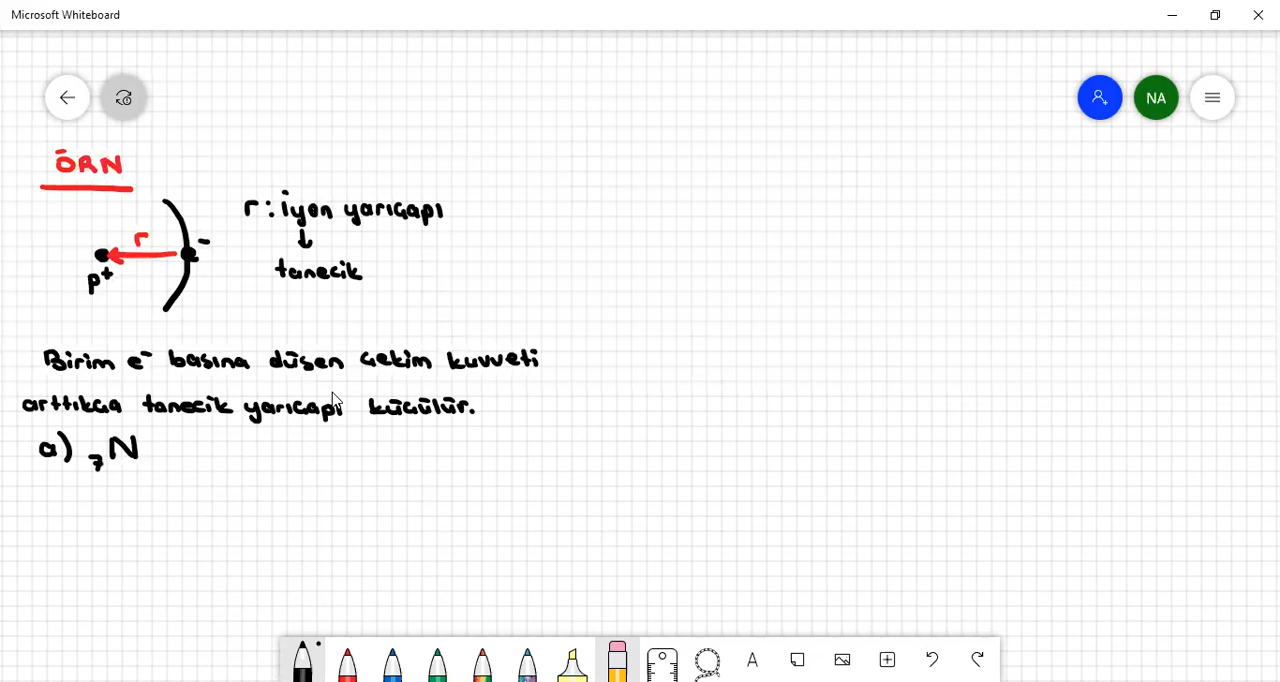 Microsoft Whiteboard
NA
ÖRN
r : iyon yarıçapı
r
e⁻
p⁺
tanecik
Birim e⁻ başına düşen çekim kuvveti
arttıkça tanecik yarıçapı küçülür.
a) ₇N
A